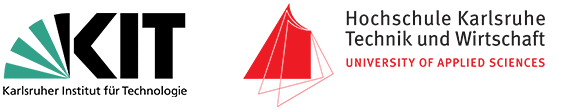 KIT
Karlsruher Institut für Technologie
Hochschule Karlsruhe
Technik und Wirtschaft
UNIVERSITY OF APPLIED SCIENCES